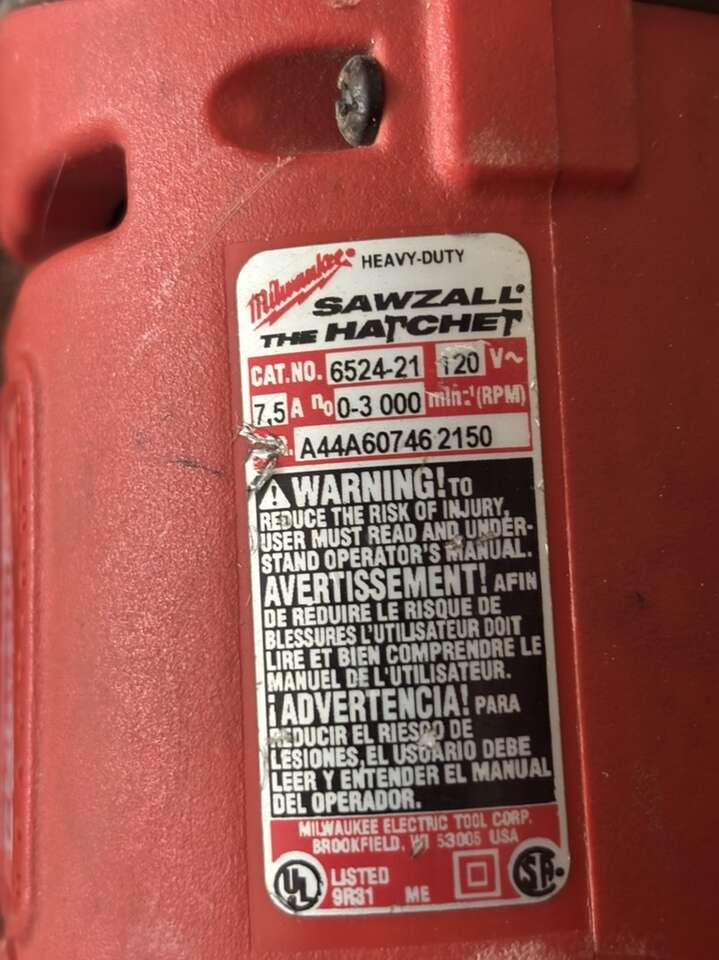 Milwaukee HEAVY-DUTY
SAWZALL
THE HATCHET
CAT.NO. 6524-21 120 V~
7,5 A n0 0-3 000 min-1 (RPM)
A44A60746 2150
WARNING! TO
REDUCE THE RISK OF INJURY,
USER MUST READ AND UNDER-
STAND OPERATOR'S MANUAL.
AVERTISSEMENT! AFIN
DE RÉDUIRE LE RISQUE DE
BLESSURES L'UTILISATEUR DOIT
LIRE ET BIEN COMPRENDRE LE
MANUEL DE L'UTILISATEUR.
¡ADVERTENCIA! PARA
REDUCIR EL RIESGO DE
LESIONES, EL USUARIO DEBE
LEER Y ENTENDER EL MANUAL
DEL OPERADOR.
MILWAUKEE ELECTRIC TOOL CORP.
BROOKFIELD, WI 53005 USA
UL LISTED
9R31 ME
SA